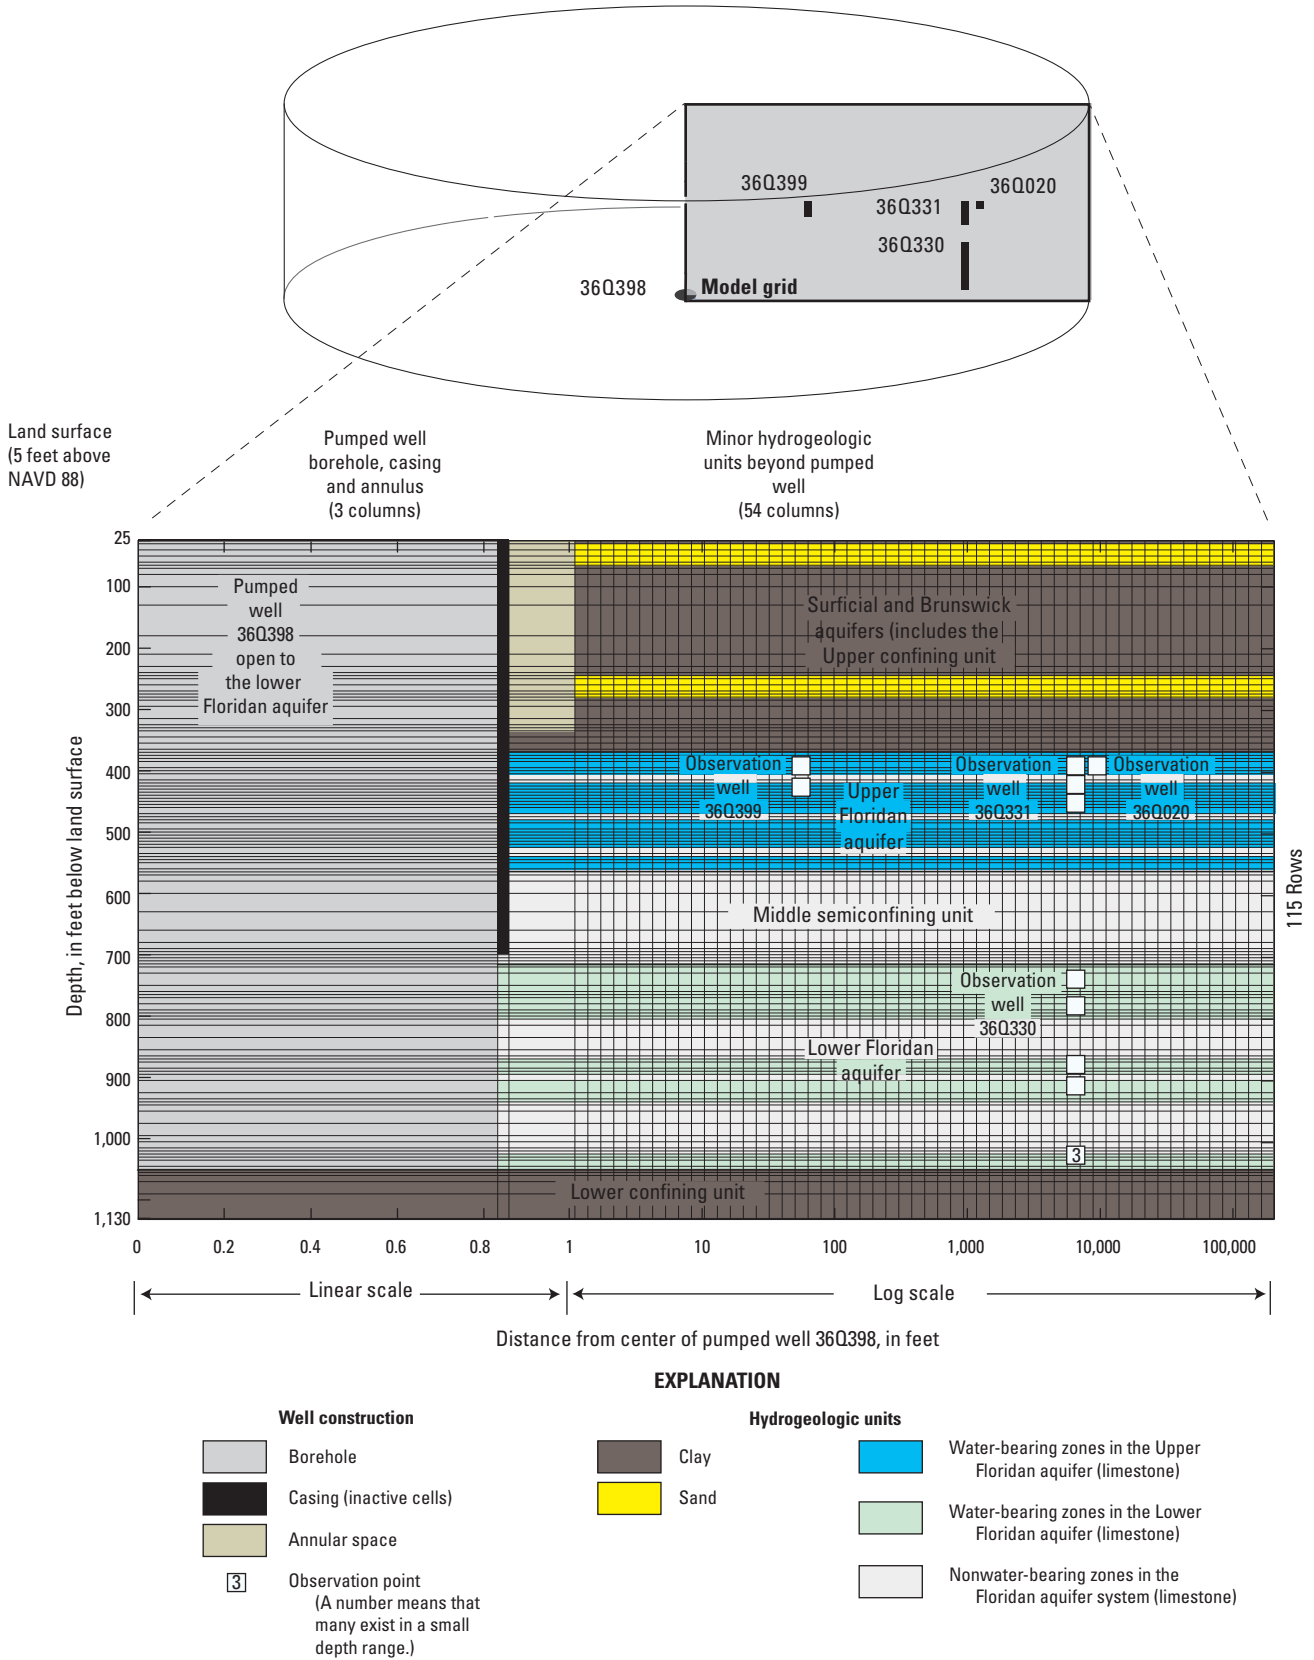 36Q399
36Q020
36Q331
36Q330
36Q398
Model grid
Land surface
(5 feet above
NAVD 88)
Pumped well
borehole, casing
and annulus
(3 columns)
Minor hydrogeologic
units beyond pumped
well
(54 columns)
Depth, in feet below land surface
25
100
200
300
400
500
600
700
800
900
1,000
1,130
Pumped
well
36Q398
open to
the lower
Floridan aquifer
Surficial and Brunswick
aquifers (includes the
Upper confining unit
Observation
well
36Q399
Upper
Floridan
aquifer
Observation
well
36Q331
Observation
well
36Q020
Middle semiconfining unit
Observation
well
36Q330
Lower Floridan
aquifer
3
Lower confining unit
115 Rows
0
0.2
0.4
0.6
0.8
1
10
100
1,000
10,000
100,000
Linear scale
Log scale
Distance from center of pumped well 36Q398, in feet
EXPLANATION
Well construction
Borehole
Casing (inactive cells)
Annular space
3
Observation point
(A number means that
many exist in a small
depth range.)
Hydrogeologic units
Clay
Sand
Water-bearing zones in the Upper
Floridan aquifer (limestone)
Water-bearing zones in the Lower
Floridan aquifer (limestone)
Nonwater-bearing zones in the
Floridan aquifer system (limestone)